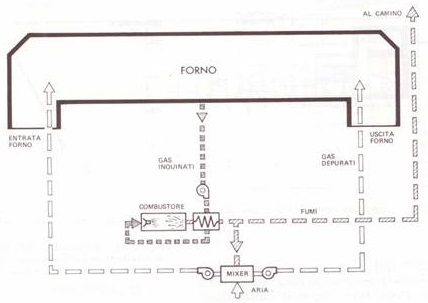 AL CAMINO
FORNO
ENTRATA
FORNO
USCITA
FORNO
GAS
INQUINATI
GAS
DEPURATI
COMBUSTORE
FUMI
MIXER
ARIA